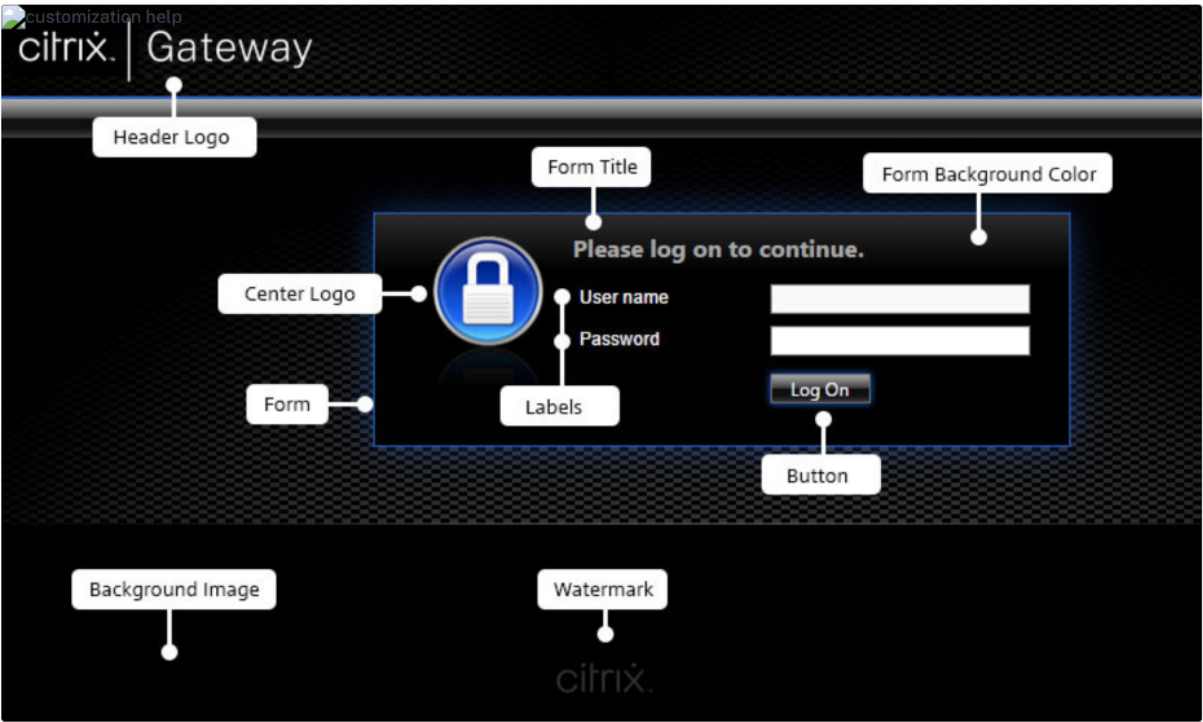 customization help
citrix. | Gateway
Header Logo
Form Title
Form Background Color
Please log on to continue.
Center Logo
User name
Password
Form
Labels
Log On
Button
Background Image
Watermark
citrix.